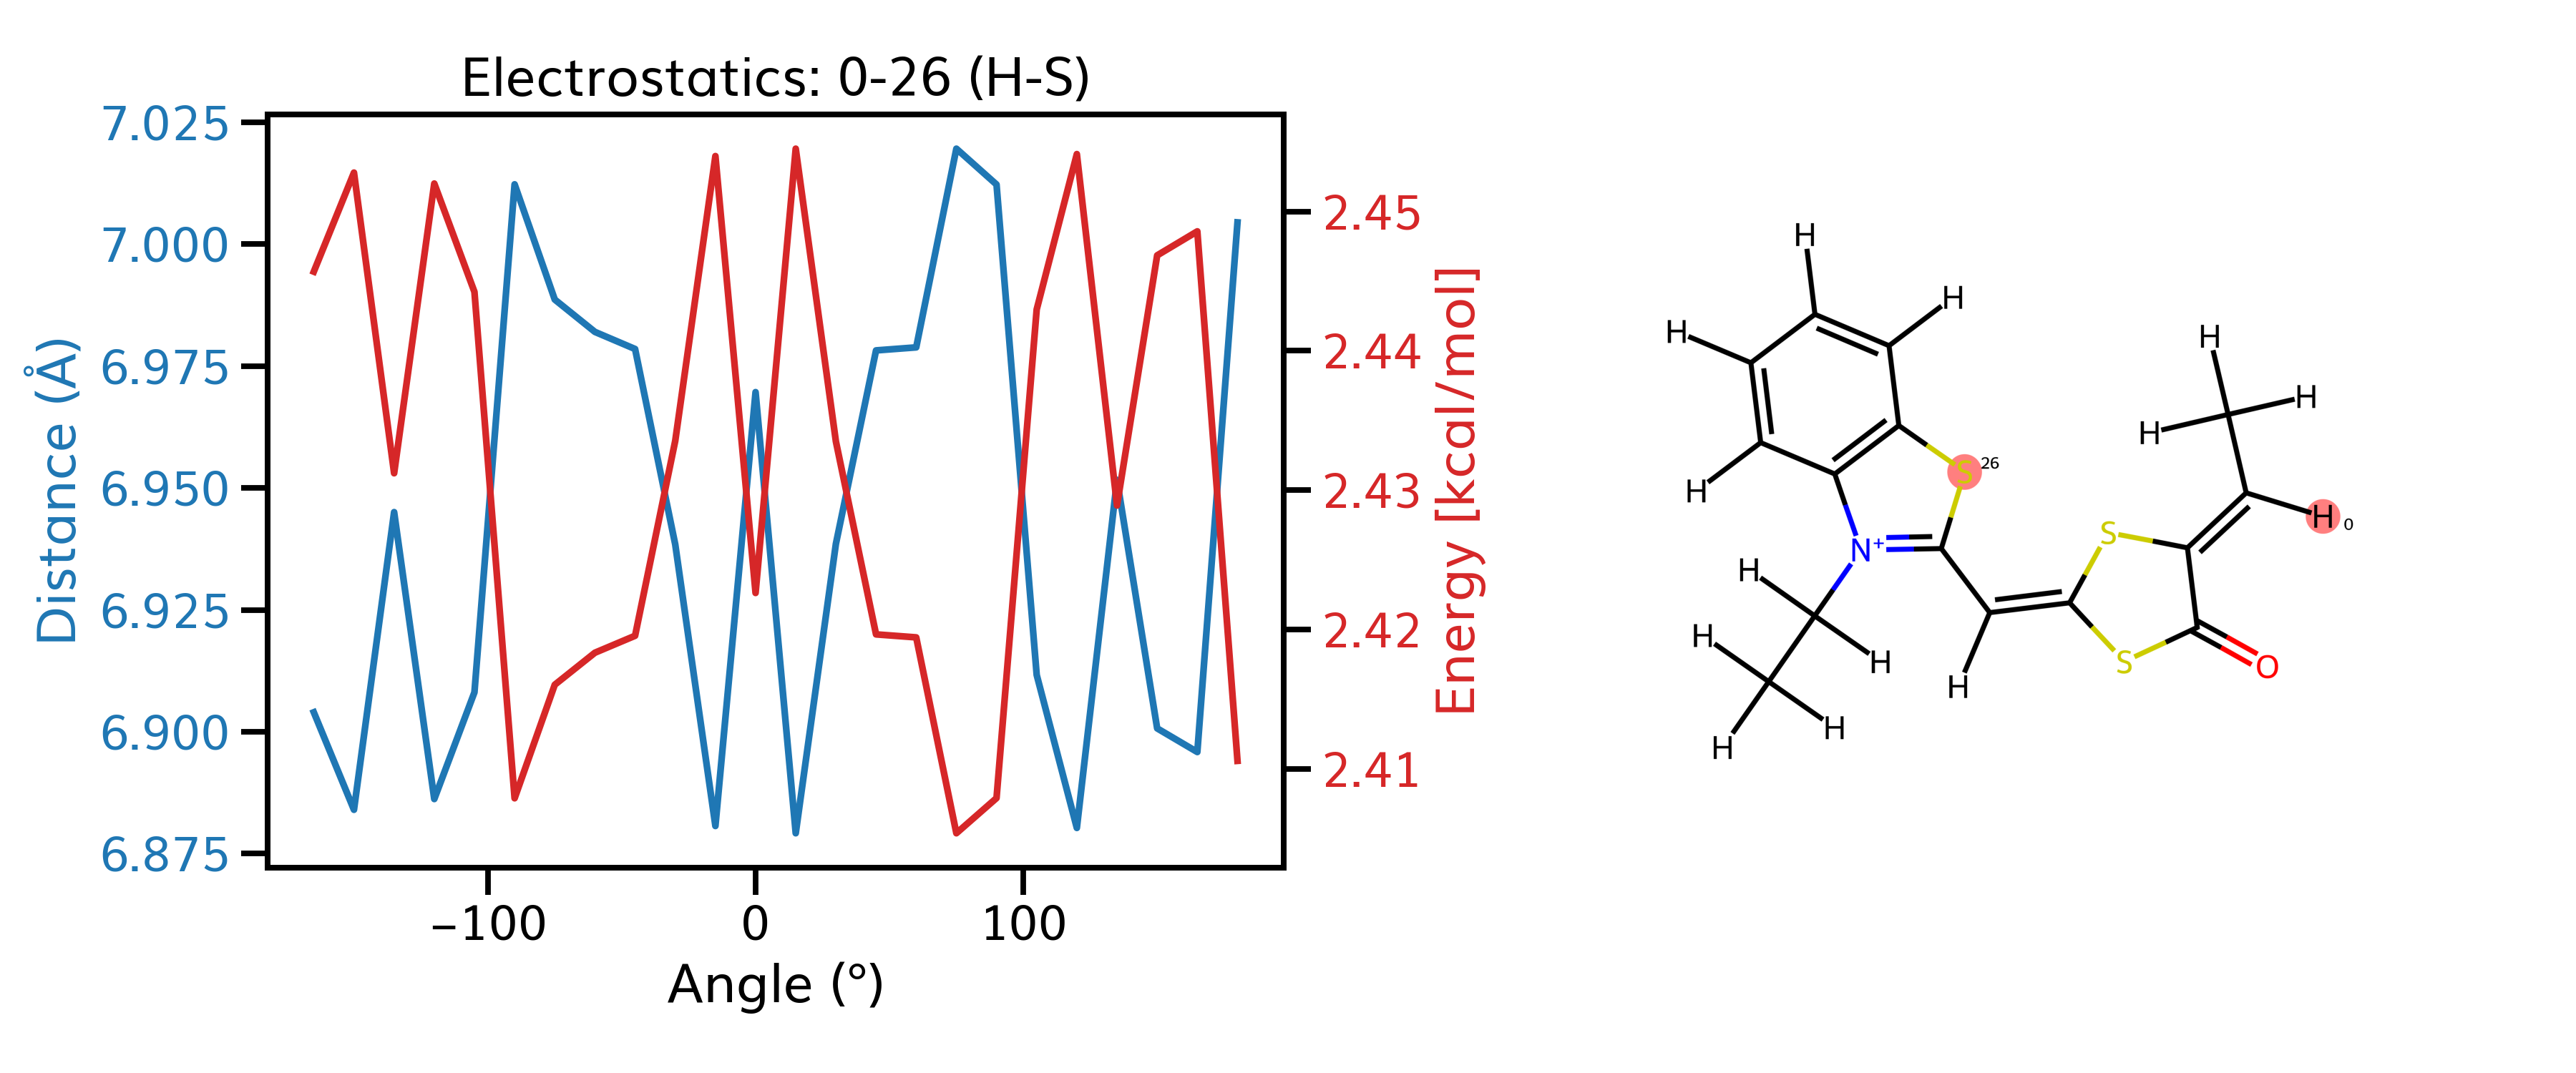 Electrostatics: 0-26 (H-S)
7.025
7.000
6.975
6.950
6.925
6.900
6.875
Distance (Å)
2.45
2.44
2.43
2.42
2.41
Energy [kcal/mol]
−100 0 100
Angle (°)
H
H
H
H
H
H
H
S 26
H
H 0
S
N+
H
H
H
S
O
H
H
H